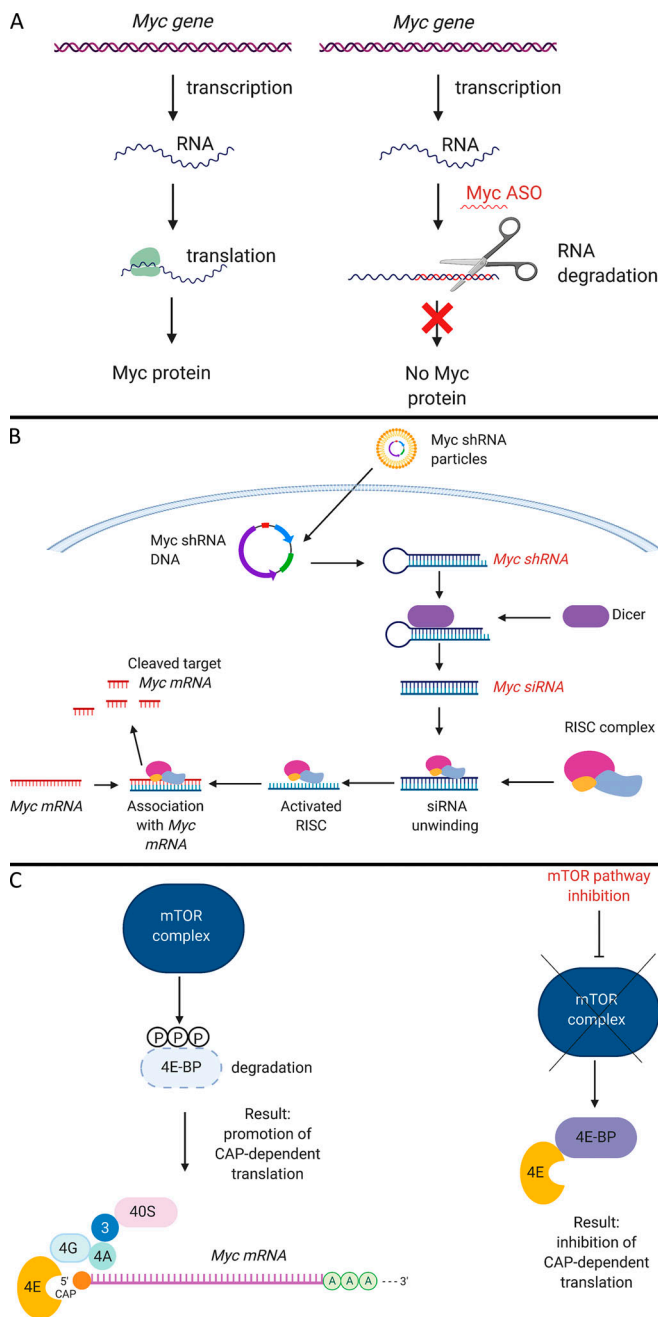 A
Myc gene
transcription
RNA
translation
Myc protein
Myc gene
transcription
RNA
Myc ASO
RNA
degradation
No Myc
protein
B
Myc shRNA
particles
Myc shRNA
DNA
Myc shRNA
Dicer
Myc siRNA
RISC complex
siRNA
unwinding
Activated
RISC
Association
with Myc
mRNA
Myc mRNA
Cleaved target
Myc mRNA
C
mTOR
complex
P P P
4E-BP
degradation
Result:
promotion of
CAP-dependent
translation
40S
3
4G
4A
4E
5'
CAP
Myc mRNA
A A A ---3'
mTOR pathway
inhibition
mTOR
complex
4E-BP
4E
Result:
inhibition of
CAP-dependent
translation